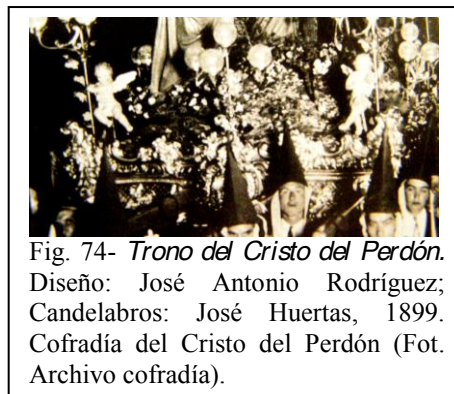 Fig. 74- Trono del Cristo del Perdón.
Diseño: José Antonio Rodríguez;
Candelabros: José Huertas, 1899.
Cofradía del Cristo del Perdón (Fot.
Archivo cofradía).